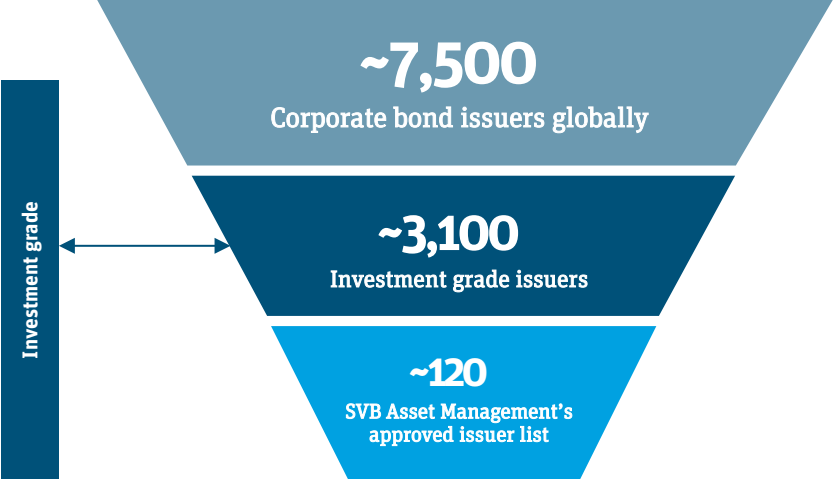 ~7,500
Corporate bond issuers globally
Investment grade
~3,100
Investment grade issuers
~120
SVB Asset Management’s
approved issuer list